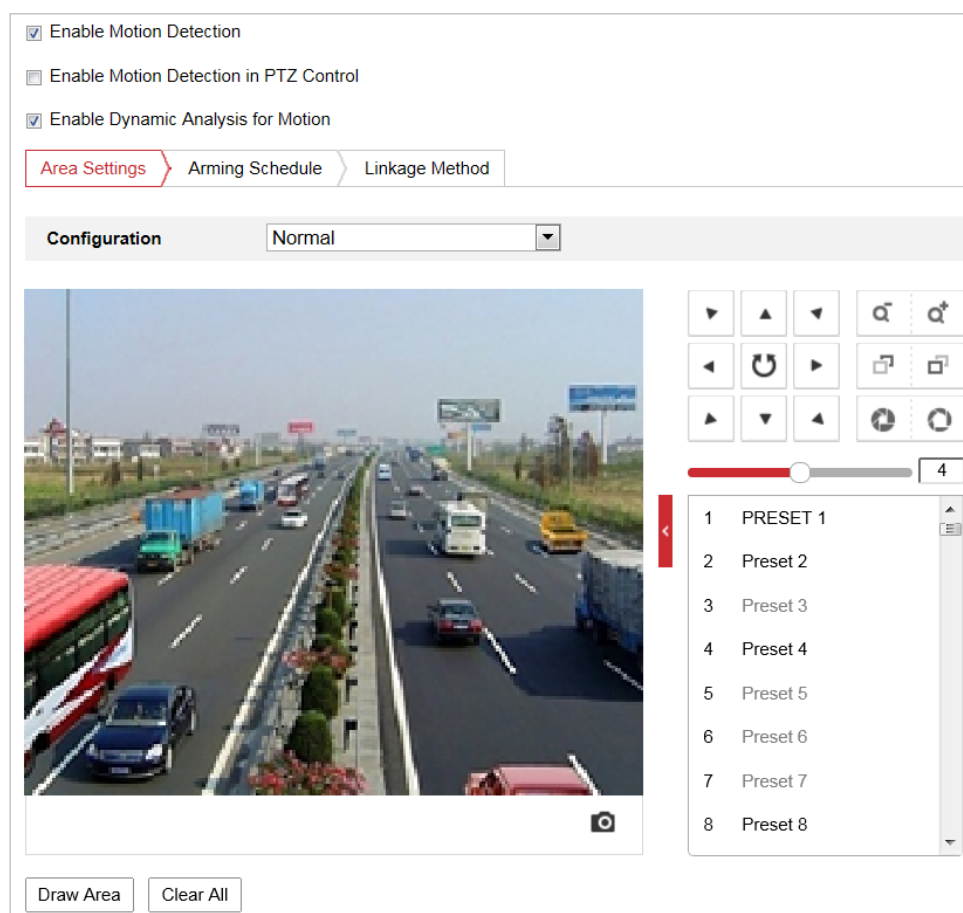 Enable Motion Detection
Enable Motion Detection in PTZ Control
Enable Dynamic Analysis for Motion
Area Settings Arming Schedule Linkage Method
Configuration Normal
4
1 PRESET 1
2 Preset 2
3 Preset 3
4 Preset 4
5 Preset 5
6 Preset 6
7 Preset 7
8 Preset 8
Draw Area Clear All